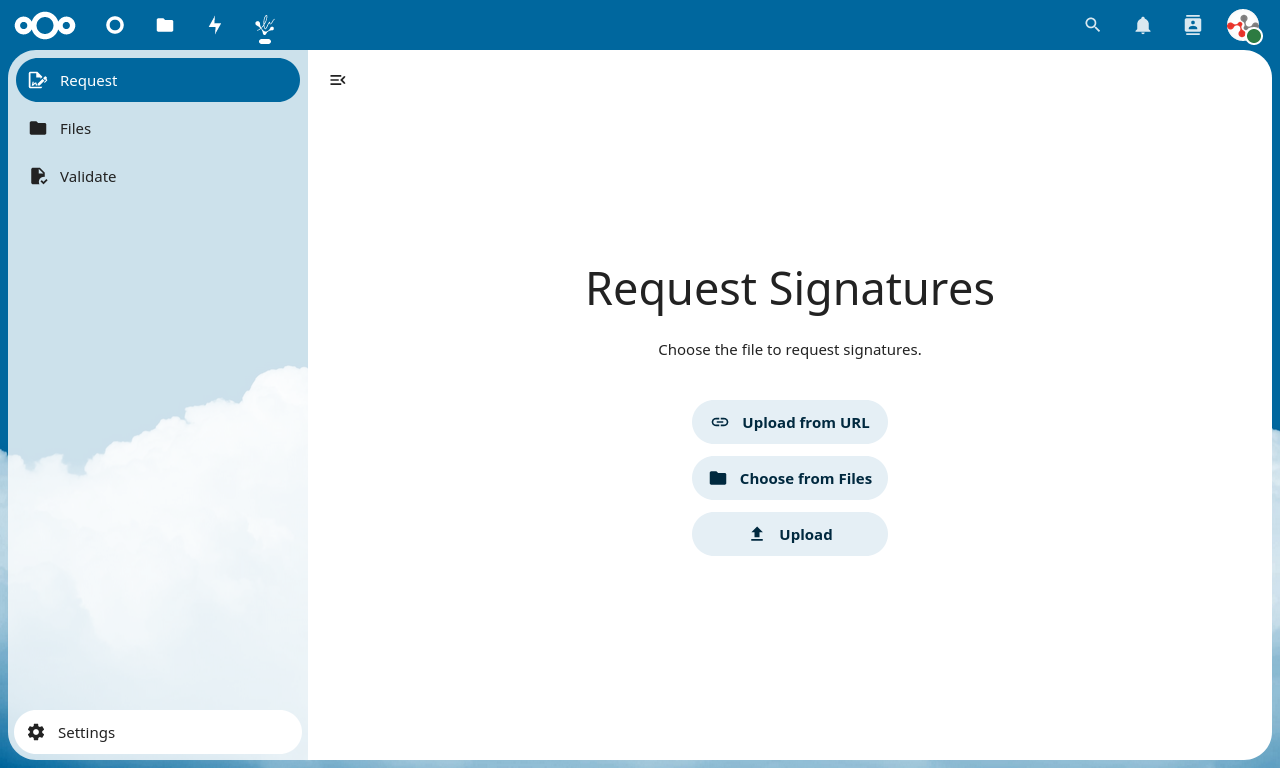 Request
Files
Validate
Request Signatures
Choose the file to request signatures.
Upload from URL
Choose from Files
Upload
Settings